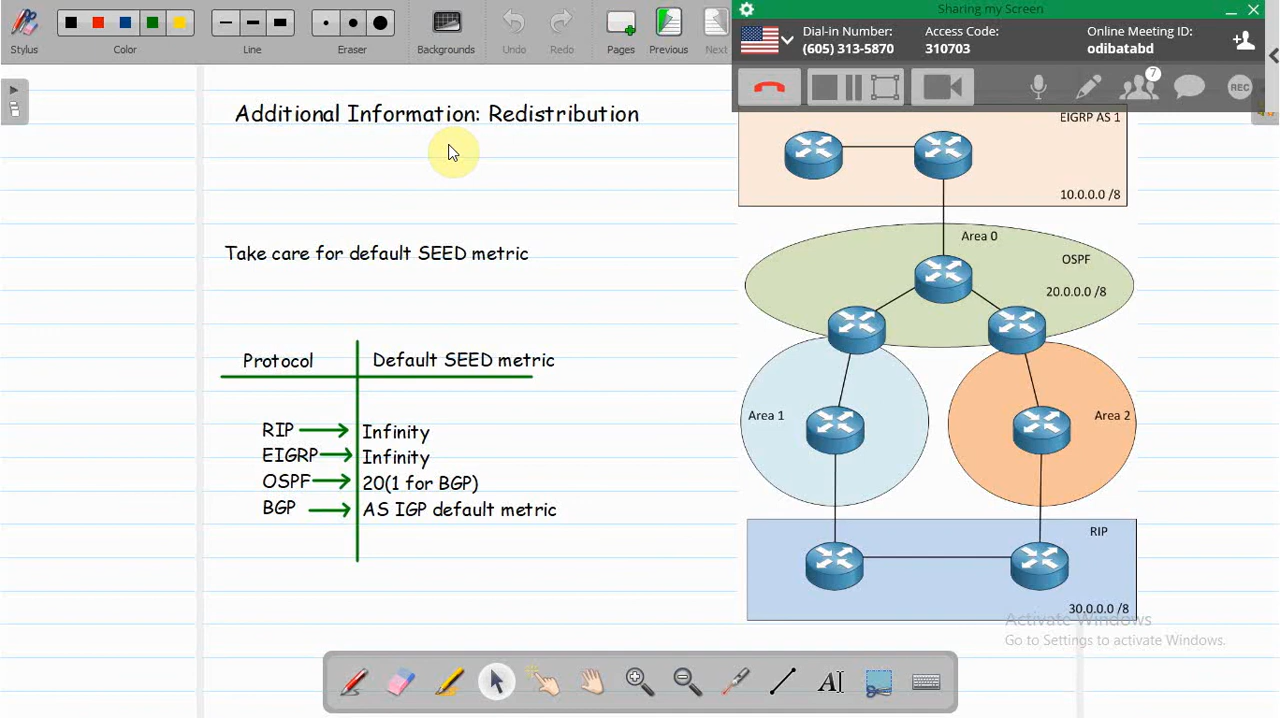 Sharing my Screen
Stylus
Color
Line
Eraser
Backgrounds
Undo
Redo
Pages
Previous
Next
Dial-in Number:
(605) 313-5870
Access Code:
310703
Online Meeting ID:
odibatabd
7
REC
Additional Information: Redistribution
Take care for default SEED metric
Protocol Default SEED metric
RIP Infinity
EIGRP Infinity
OSPF 20(1 for BGP)
BGP AS IGP default metric
EIGRP AS 1
10.0.0.0 /8
Area 0
OSPF
20.0.0.0 /8
Area 1
Area 2
RIP
30.0.0.0 /8
Activate Windows
Go to Settings to activate Windows.
AI